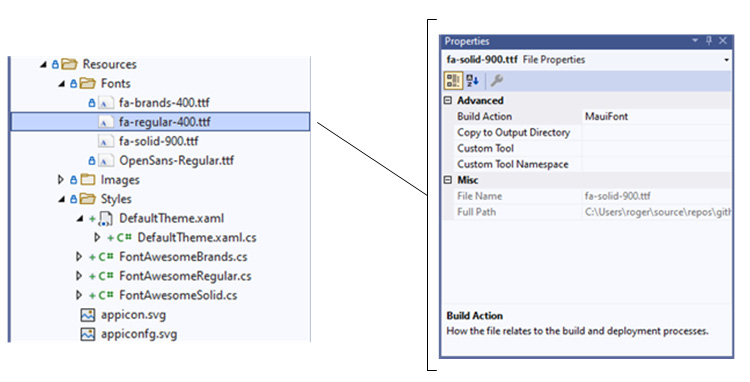 Resources
Fonts
fa-brands-400.ttf
fa-regular-400.ttf
fa-solid-900.ttf
OpenSans-Regular.ttf
Images
Styles
+ DefaultTheme.xaml
+ C# DefaultTheme.xaml.cs
+ C# FontAwesomeBrands.cs
+ C# FontAwesomeRegular.cs
+ C# FontAwesomeSolid.cs
appicon.svg
appiconfg.svg
Properties
fa-solid-900.ttf File Properties
Advanced
Build Action MauiFont
Copy to Output Directory
Custom Tool
Custom Tool Namespace
Misc
File Name fa-solid-900.ttf
Full Path C:\Users\roger\source\repos\gith
Build Action
How the file relates to the build and deployment processes.